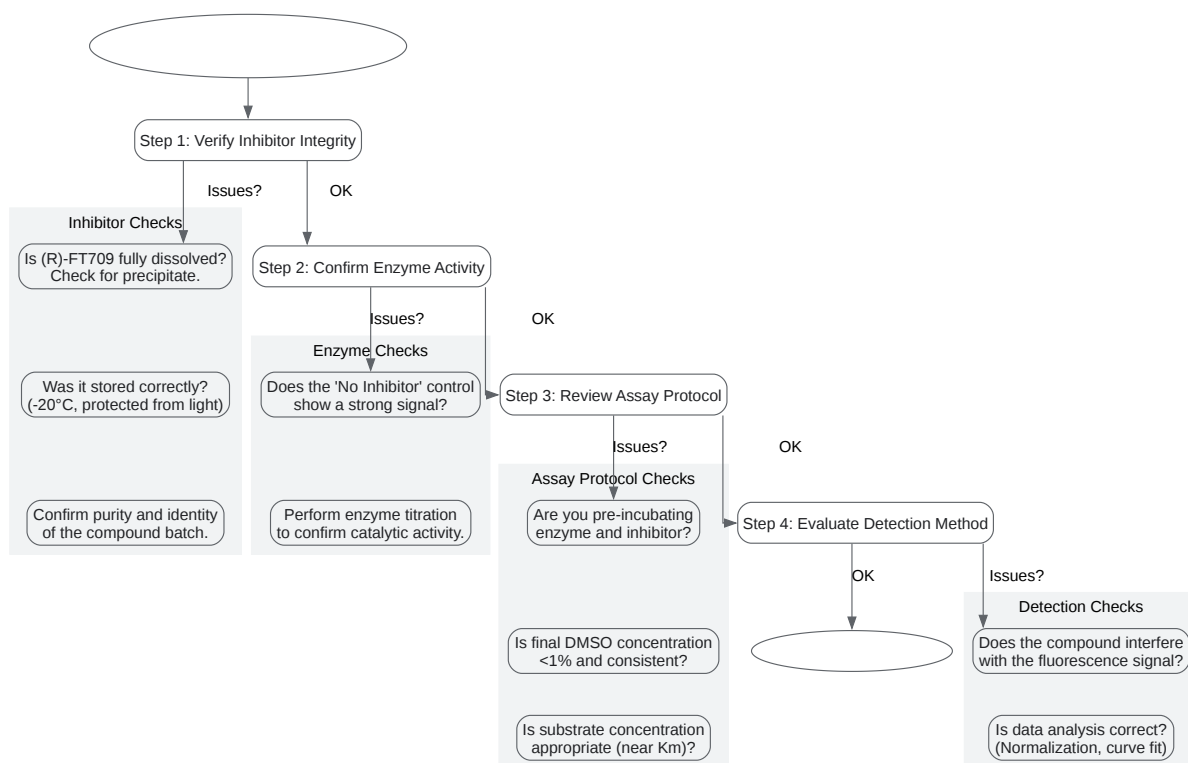 Step 1: Verify Inhibitor Integrity
Issues?
OK
Inhibitor Checks
Is (R)-FT709 fully dissolved?
Check for precipitate.
Step 2: Confirm Enzyme Activity
Issues?
OK
Enzyme Checks
Was it stored correctly?
(-20°C, protected from light)
Does the 'No Inhibitor' control
show a strong signal?
Step 3: Review Assay Protocol
Issues?
OK
Assay Protocol Checks
Confirm purity and identity
of the compound batch.
Perform enzyme titration
to confirm catalytic activity.
Are you pre-incubating
enzyme and inhibitor?
Step 4: Evaluate Detection Method
OK
Issues?
Detection Checks
Is final DMSO concentration
<1% and consistent?
Does the compound interfere
with the fluorescence signal?
Is substrate concentration
appropriate (near Km)?
Is data analysis correct?
(Normalization, curve fit)